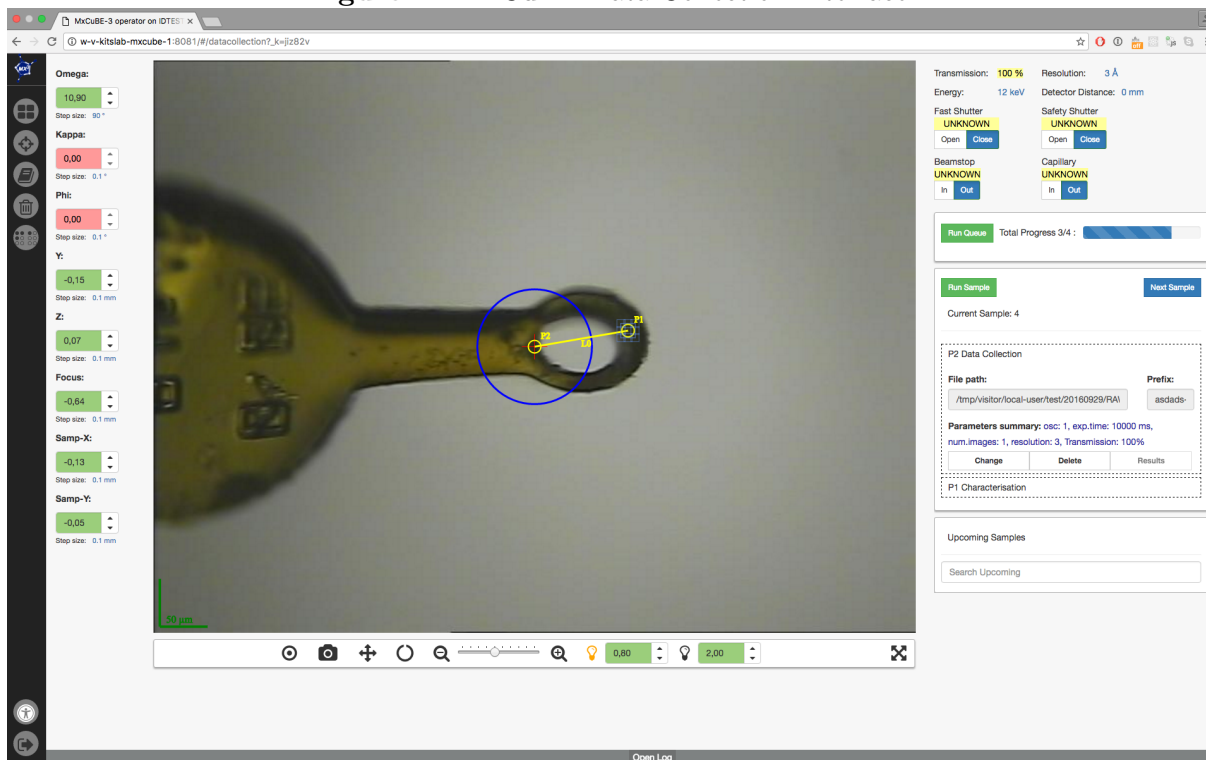 MxCuBE-3 operator on IDTEST
w-v-kitslab-mxcube-1:8081/#/datacollection?_k=jiz82v
Omega:
10,90
Step size: 90 °
Kappa:
0,00
Step size: 0.1 °
Phi:
0,00
Step size: 0.1 °
Y:
-0,15
Step size: 0.1 mm
Z:
0,07
Step size: 0.1 mm
Focus:
-0,64
Step size: 0.1 mm
Samp-X:
-0,13
Step size: 0.1 mm
Samp-Y:
-0,05
Step size: 0.1 mm
P1
P2
L0
50 µm
0,80
2,00
Transmission: 100 % Resolution: 3 Å
Energy: 12 keV Detector Distance: 0 mm
Fast Shutter Safety Shutter
UNKNOWN UNKNOWN
Open Close Open Close
Beamstop Capillary
UNKNOWN UNKNOWN
In Out In Out
Run Queue Total Progress 3/4 :
Run Sample Next Sample
Current Sample: 4
P2 Data Collection
File path: Prefix:
/tmp/visitor/local-user/test/20160929/RA asdads-
Parameters summary: osc: 1, exp.time: 10000 ms,
num.images: 1, resolution: 3, Transmission: 100%
Change Delete Results
P1 Characterisation
Upcoming Samples
Search Upcoming
Open Log